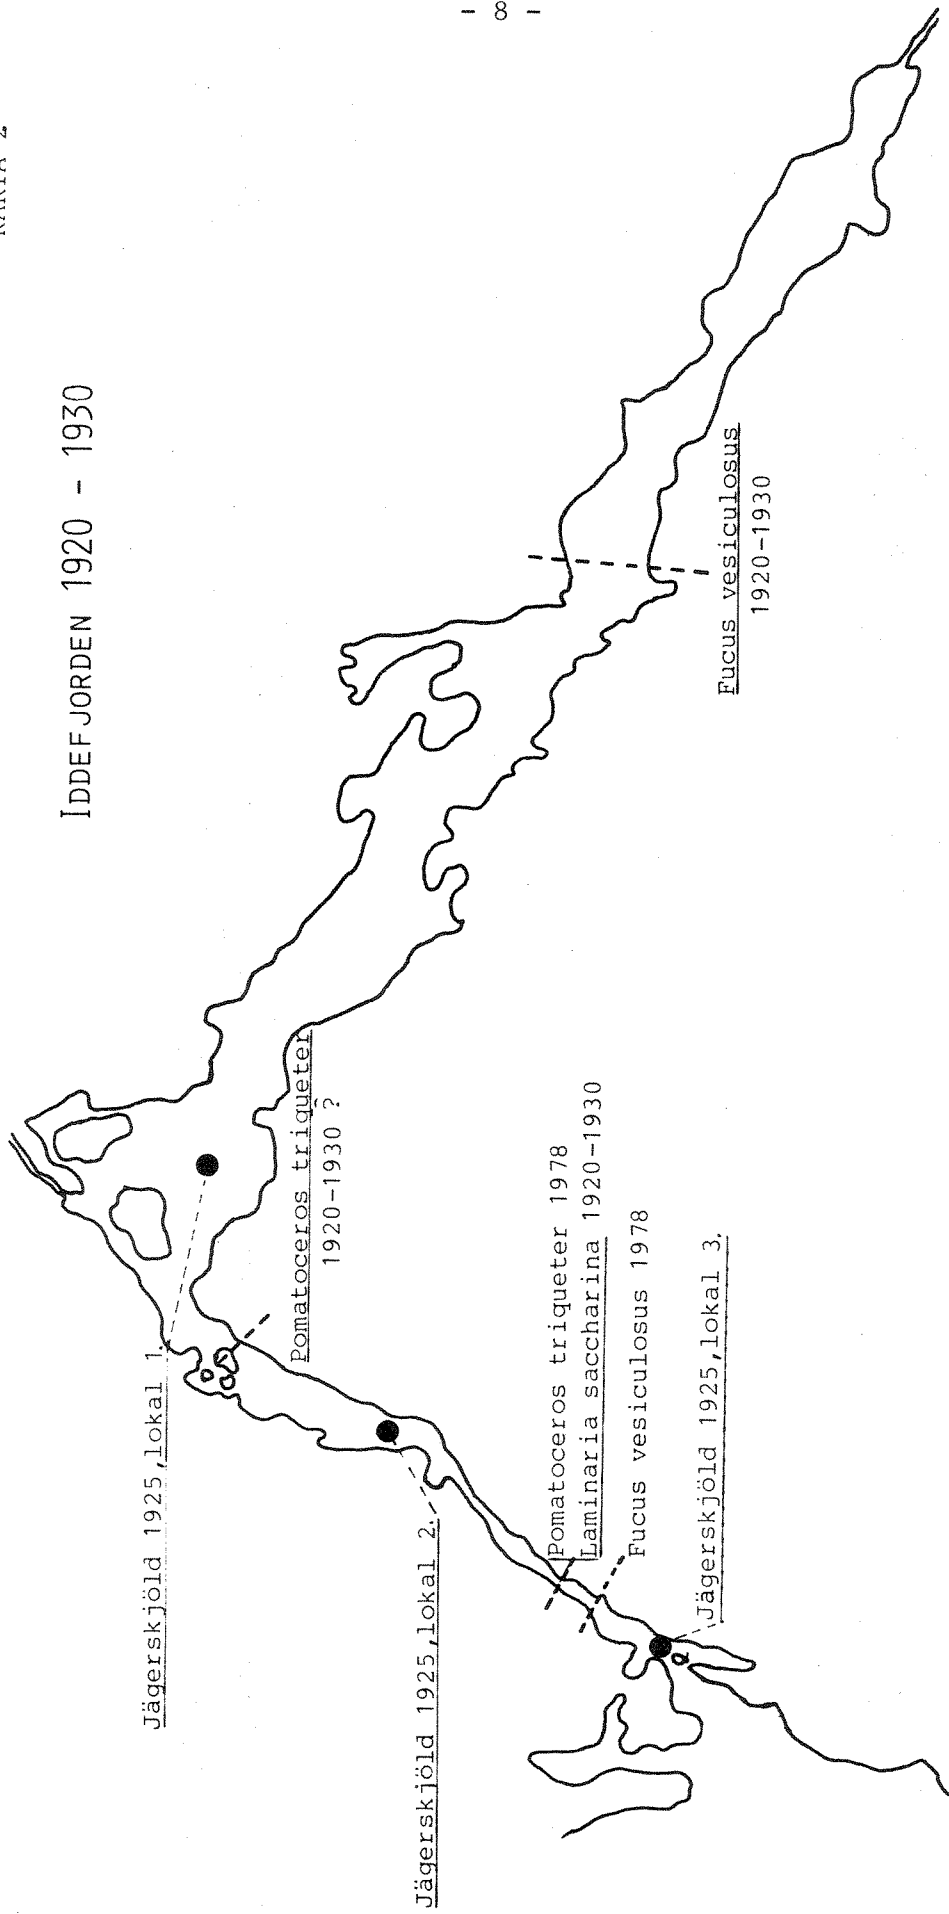 - 8 -
KARTA 2
IDDEFJORDEN 1920 - 1930
Jägerskjöld 1925,lokal 1.
Jägerskjöld 1925,lokal 2.
Pomatoceros triqueter
1920-1930 ?
Pomatoceros triqueter 1978
Laminaria saccharina 1920-1930
Fucus vesiculosus 1978
Jägerskjöld 1925,lokal 3.
Fucus vesiculosus
1920-1930